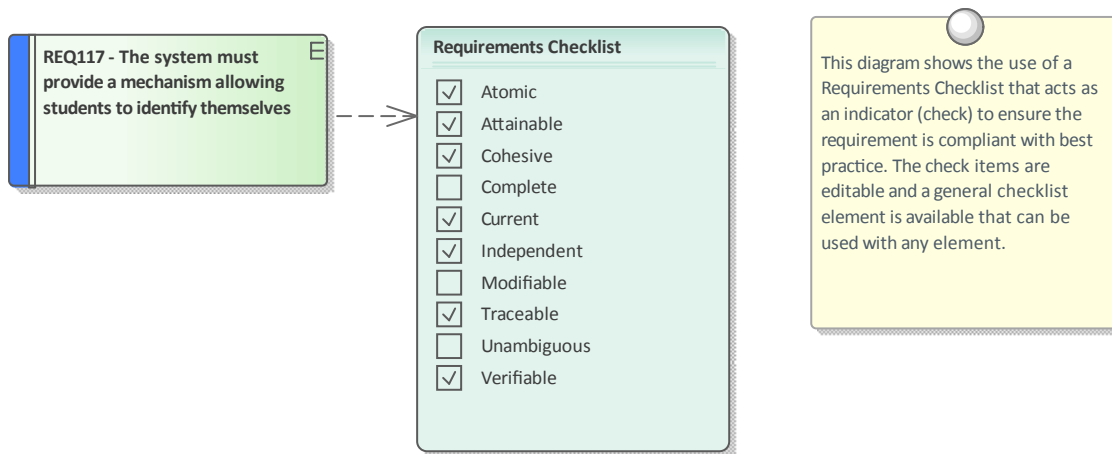 REQ117 - The system must
provide a mechanism allowing
students to identify themselves
E
Requirements Checklist
Atomic
Attainable
Cohesive
Complete
Current
Independent
Modifiable
Traceable
Unambiguous
Verifiable
This diagram shows the use of a
Requirements Checklist that acts as
an indicator (check) to ensure the
requirement is compliant with best
practice. The check items are
editable and a general checklist
element is available that can be
used with any element.